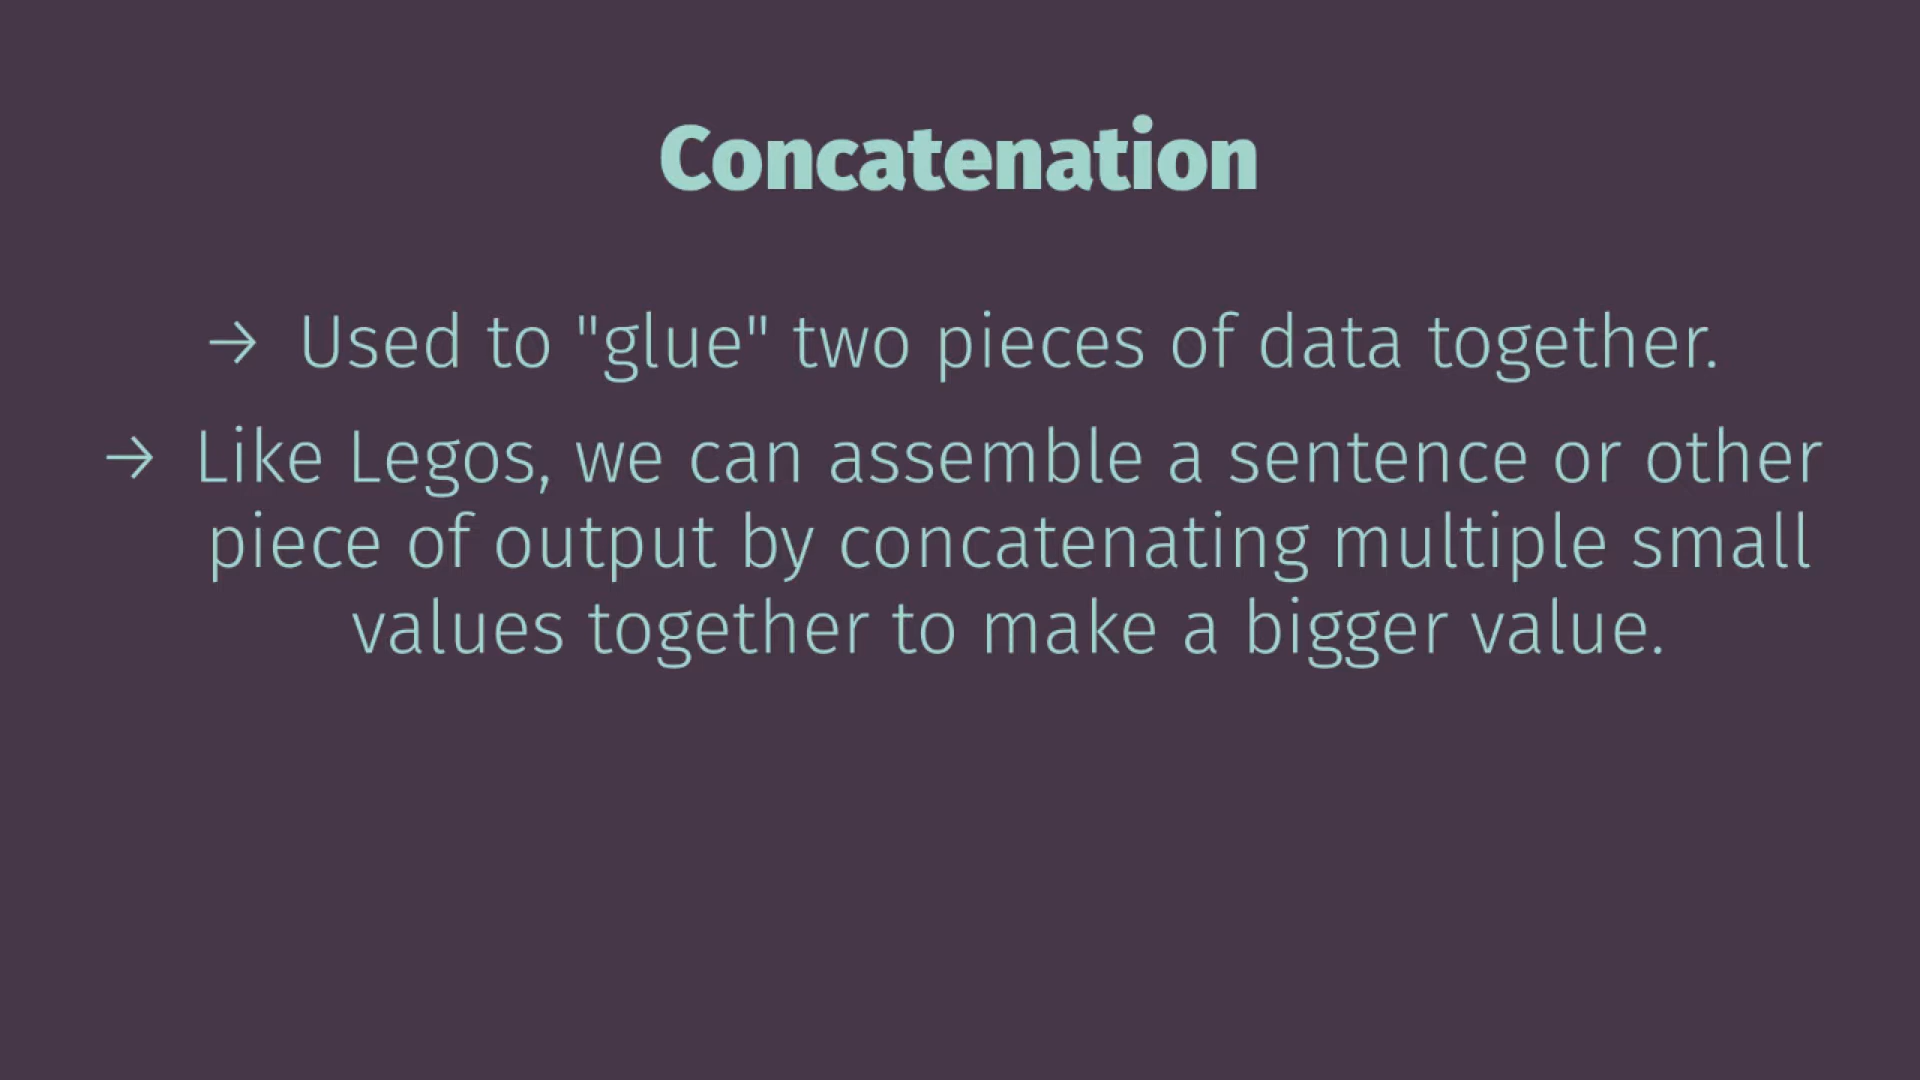 Concatenation
→ Used to "glue" two pieces of data together.
→ Like Legos, we can assemble a sentence or other
piece of output by concatenating multiple small
values together to make a bigger value.